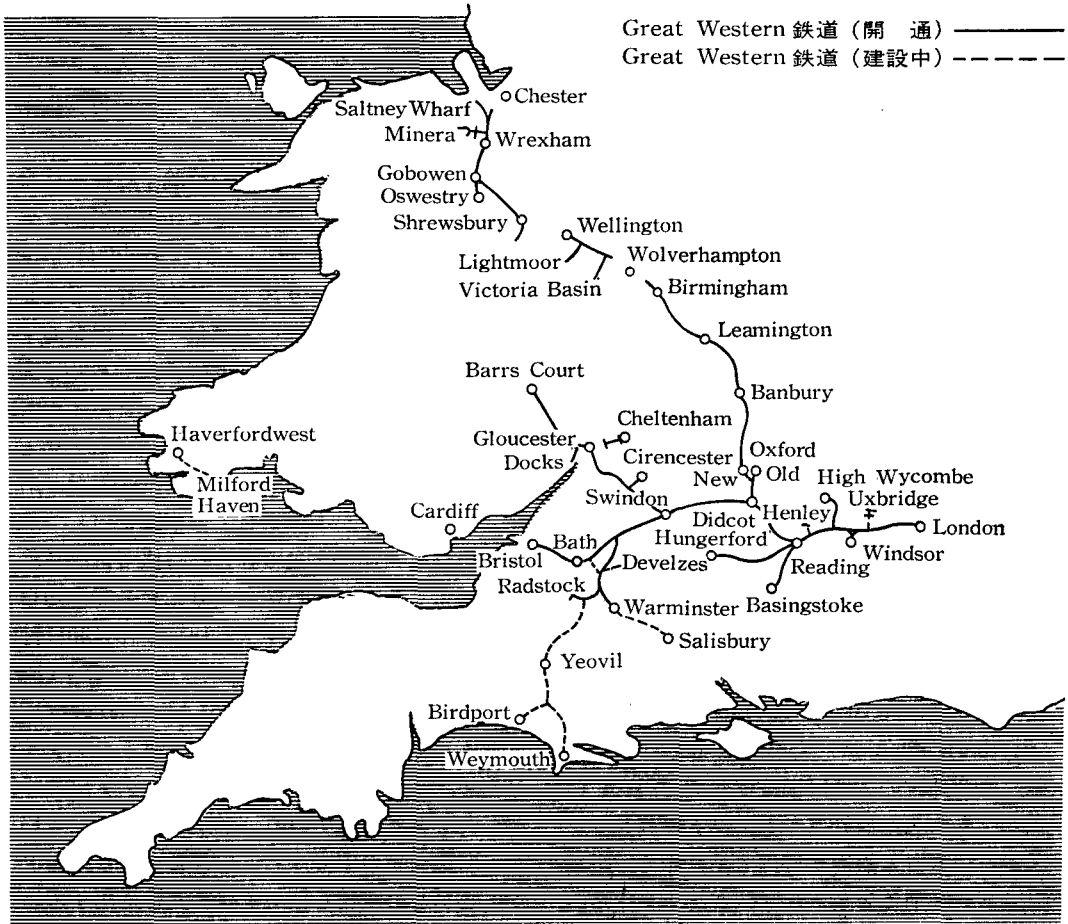 Great Western 鉄道 (開 通)
Great Western 鉄道 (建設中)
Chester
Saltney Wharf
Minera
Wrexham
Gobowen
Oswestry
Shrewsbury
Wellington
Wolverhampton
Lightmoor
Victoria Basin
Birmingham
Leamington
Barrs Court
Banbury
Cheltenham
Haverfordwest
Gloucester
Docks
Cirencester
Oxford
New
Old
High Wycombe
Milford
Haven
Swindon
Uxbridge
Cardiff
Didcot
Henley
London
Hungerford
Bath
Bristol
Develzes
Windsor
Radstock
Reading
Warminster
Basingstoke
Salisbury
Yeovil
Birdport
Weymouth